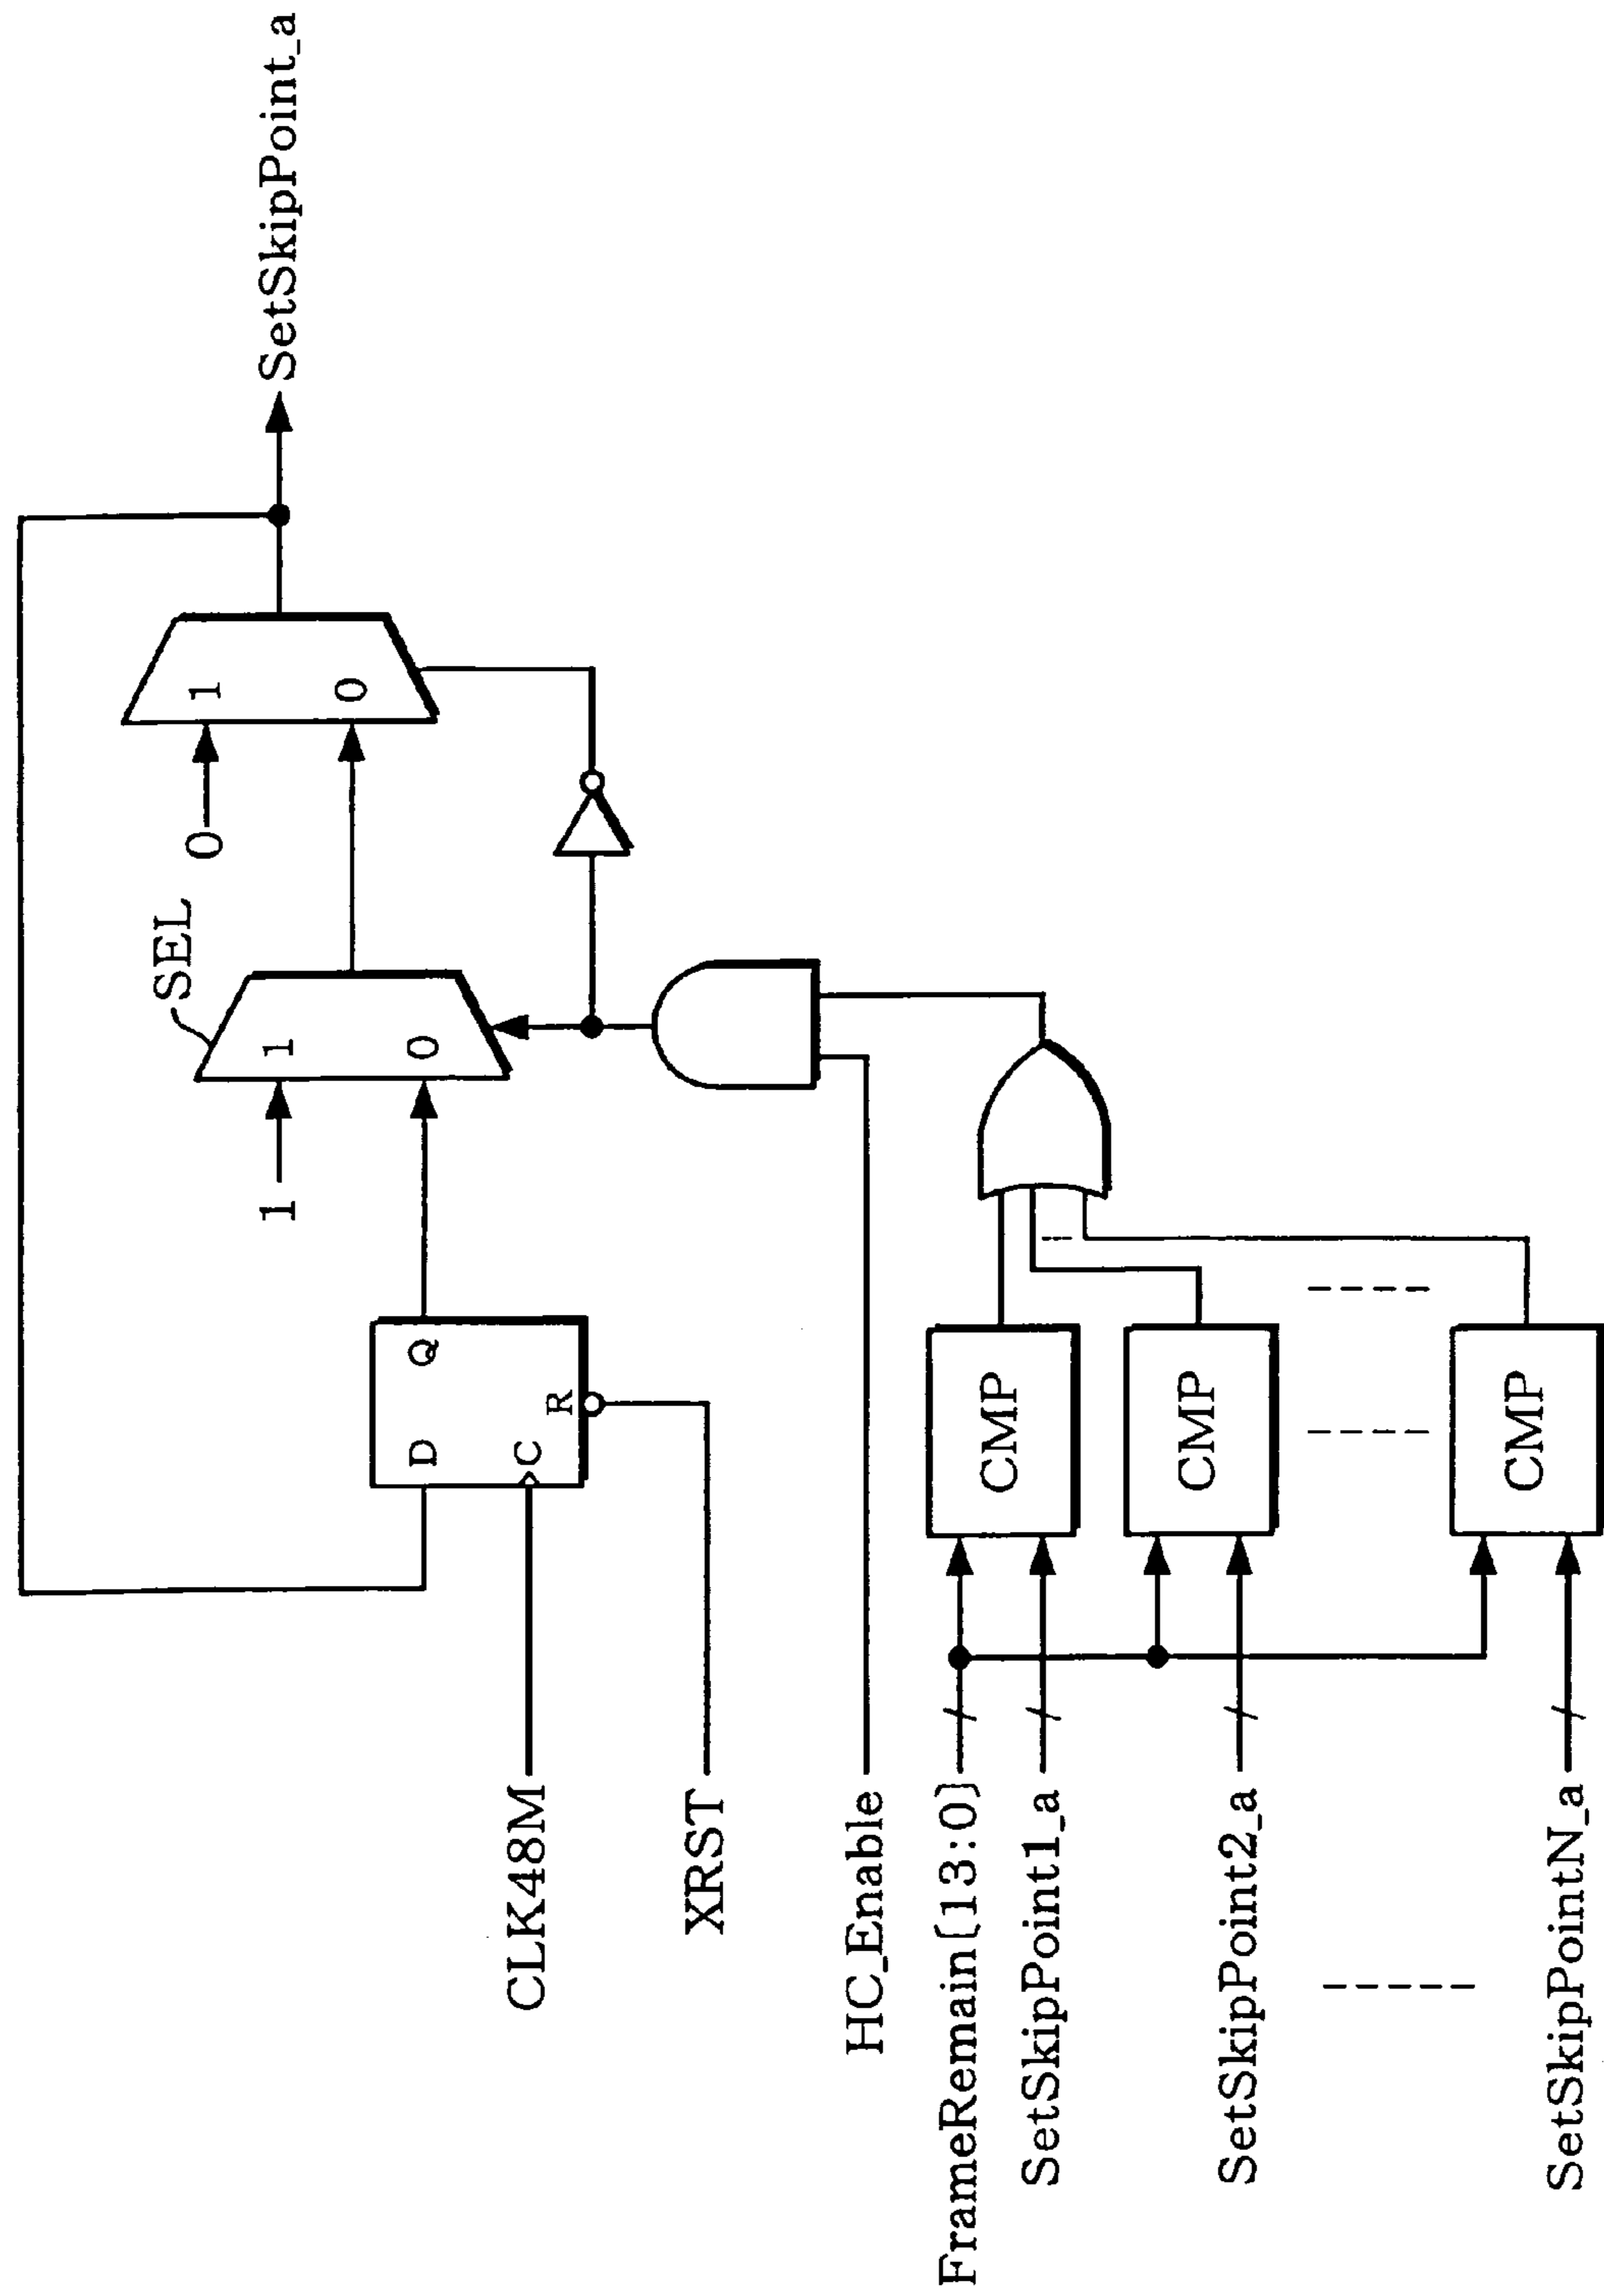 SetSkipPoint_a
1
0
0
SEL
1
0
1
D
Q
C
R
CLK48M
XRST
HC_Enable
FrameRemain[13:0]
SetSkipPoint1_a
SetSkipPoint2_a
SetSkipPointN_a
CMP
CMP
CMP